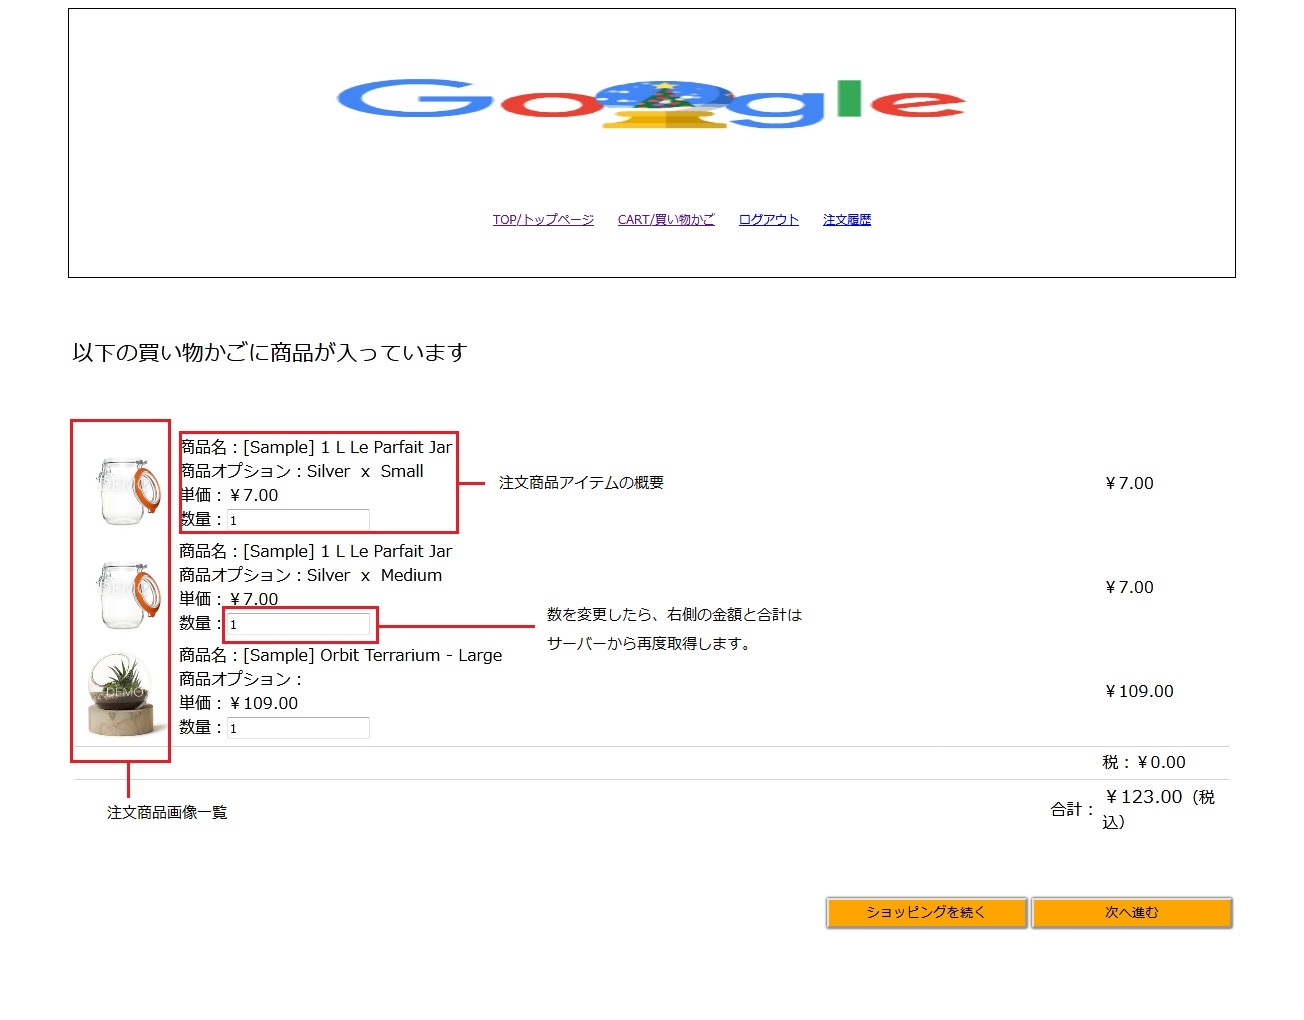 Google
TOP/トップページ CART/買い物かご ログアウト 注文履歴
以下の買い物かごに商品が入っています
商品名：[Sample] 1 L Le Parfait Jar
商品オプション：Silver x Small
単価：￥7.00
数量：1
DEMO
注文商品アイテムの概要
￥7.00
商品名：[Sample] 1 L Le Parfait Jar
商品オプション：Silver x Medium
単価：￥7.00
数量：1
DEMO
￥7.00
数を変更したら、右側の金額と合計は
サーバーから再度取得します。
商品名：[Sample] Orbit Terrarium - Large
商品オプション：
単価：￥109.00
数量：1
DEMO
￥109.00
税：￥0.00
注文商品画像一覧
合計：￥123.00（税
込）
ショッピングを続く 次へ進む